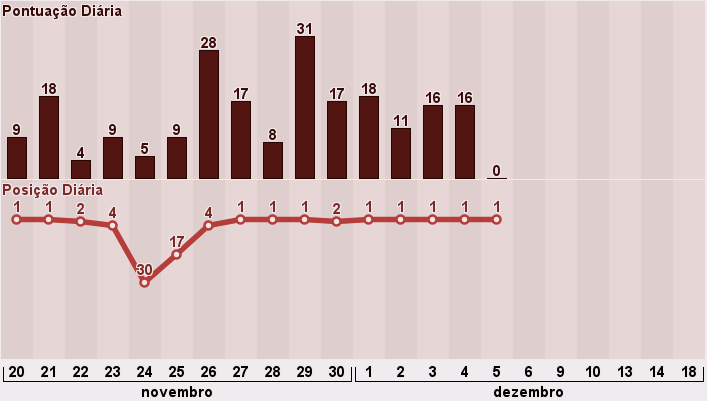 Pontuação Diária
9 18 4 9 5 9 28 17 8 31 17 18 11 16 16 0
Posição Diária
1 1 2 4 30 17 4 1 1 1 2 1 1 1 1 1
20 21 22 23 24 25 26 27 28 29 30 1 2 3 4 5 6 9 10 13 14 18
novembro dezembro